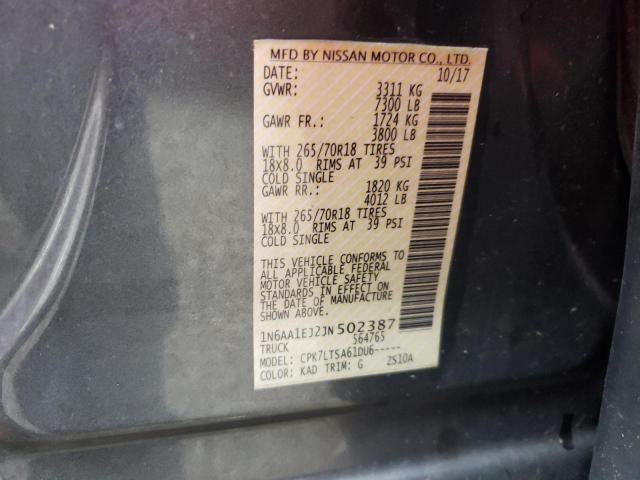 MFD BY NISSAN MOTOR CO., LTD.
DATE: 10/17
GVWR: 3311 KG
7300 LB
GAWR FR.: 1724 KG
3800 LB
WITH 265/70R18 TIRES
18X8.0 RIMS AT 39 PSI
COLD SINGLE
GAWR RR.: 1820 KG
4012 LB
WITH 265/70R18 TIRES
18X8.0 RIMS AT 39 PSI
COLD SINGLE
THIS VEHICLE CONFORMS TO
ALL APPLICABLE FEDERAL
MOTOR VEHICLE SAFETY
STANDARDS IN EFFECT ON
THE DATE OF MANUFACTURE
SHOWN ABOVE.
1N6AA1EJ2JN502387
TRUCK S64765
MODEL: CPK7LTSA61DU6-----
COLOR: KAD TRIM: G ZS10A